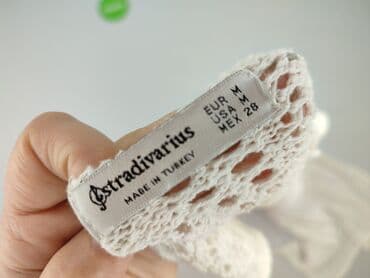 stradivarius
MADE IN TURKEY
EUR M
USA M
MEX 28